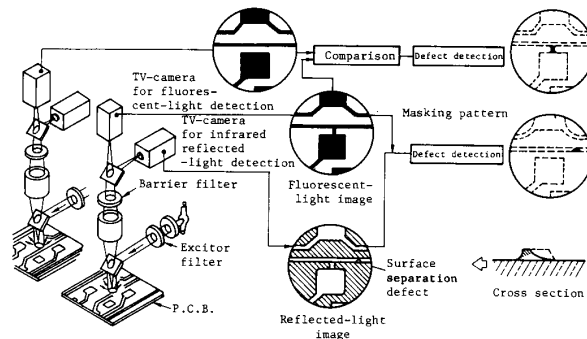 Comparison
Defect detection
TV-camera
for fluores-
cent-light
detection
TV-camera
for infrared
reflected
-light
detection
Masking pattern
Defect detection
Fluorescent-
light image
Barrier filter
Excitor
filter
P.C.B.
Surface
separation
defect
Cross section
Reflected-light
image